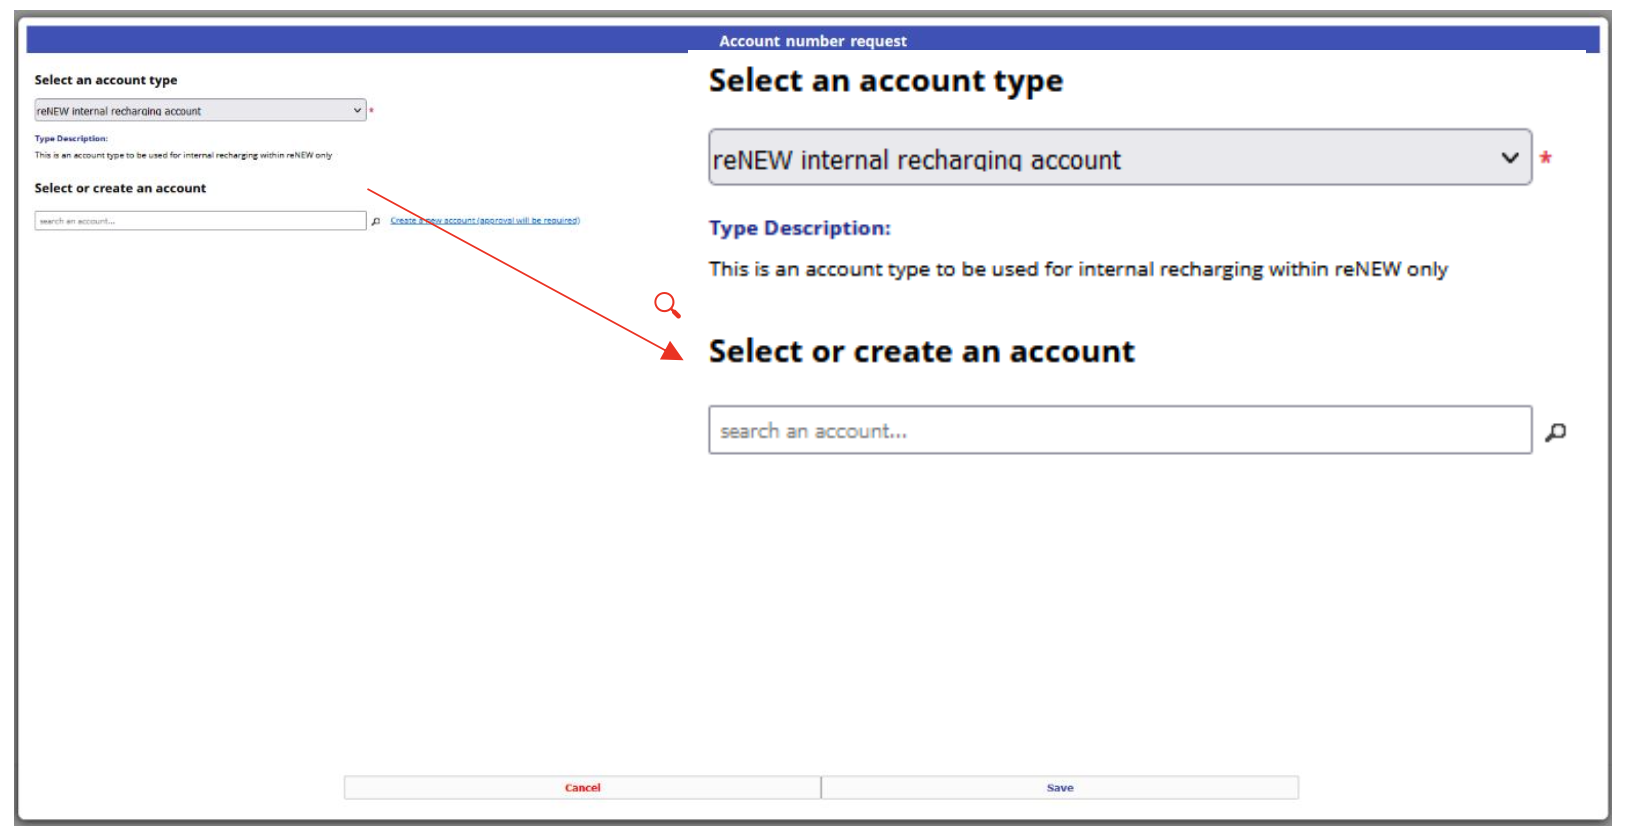 Account number request
Select an account type
reNEW internal recharging account
*
Type Description:
This is an account type to be used for internal recharging within reNEW only
Select or create an account
search an account...
Create a new account (approval will be required)
Select an account type
reNEW internal recharging account
*
Type Description:
This is an account type to be used for internal recharging within reNEW only
Select or create an account
search an account...
Cancel
Save